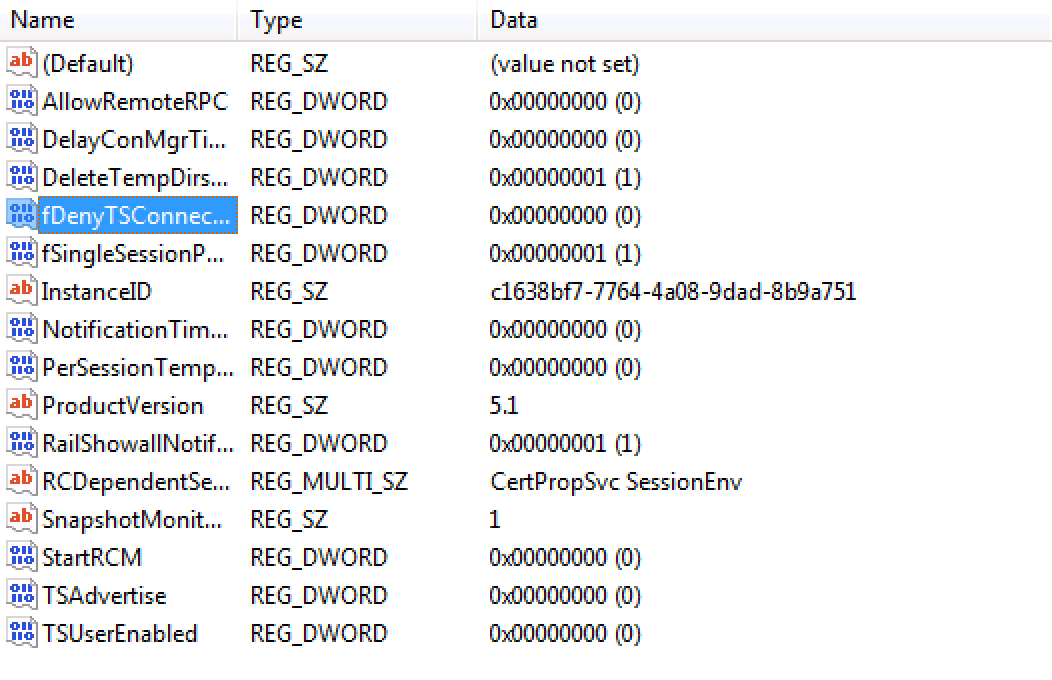 Name Type Data
(Default) REG_SZ (value not set)
AllowRemoteRPC REG_DWORD 0x00000000 (0)
DelayConMgrTi... REG_DWORD 0x00000000 (0)
DeleteTempDirs... REG_DWORD 0x00000001 (1)
fDenyTSConnec... REG_DWORD 0x00000000 (0)
fSingleSessionP... REG_DWORD 0x00000001 (1)
InstanceID REG_SZ c1638bf7-7764-4a08-9dad-8b9a751
NotificationTim... REG_DWORD 0x00000000 (0)
PerSessionTemp... REG_DWORD 0x00000000 (0)
ProductVersion REG_SZ 5.1
RailShowallNotif... REG_DWORD 0x00000001 (1)
RCDependentSe... REG_MULTI_SZ CertPropSvc SessionEnv
SnapshotMonit... REG_SZ 1
StartRCM REG_DWORD 0x00000000 (0)
TSAdvertise REG_DWORD 0x00000000 (0)
TSUserEnabled REG_DWORD 0x00000000 (0)